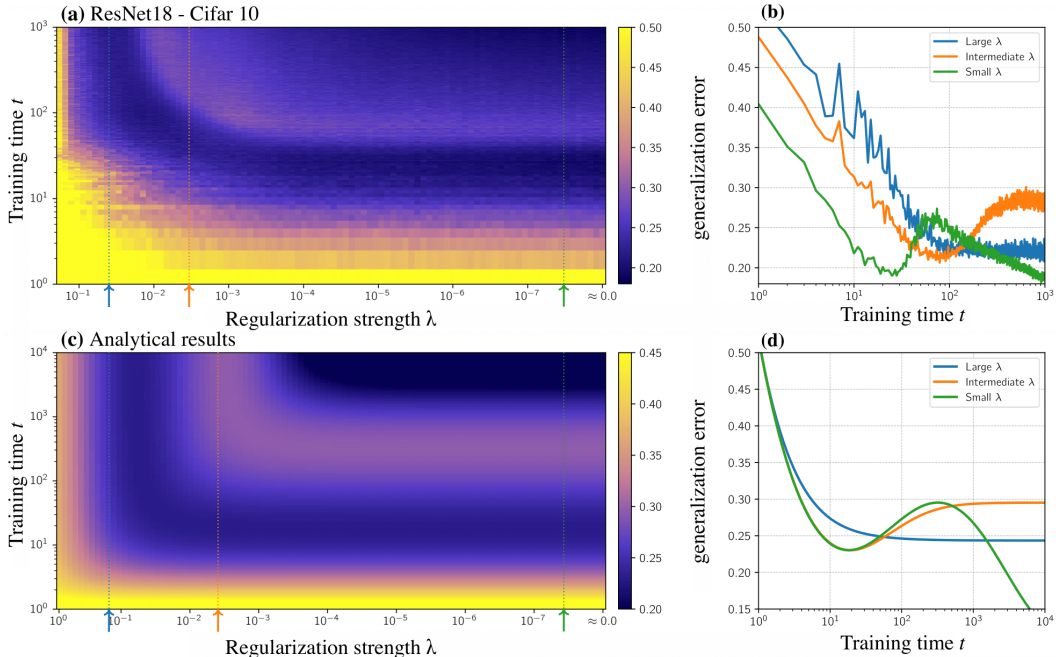 (a) ResNet18 - Cifar 10
Training time t
10³
10²
10¹
10⁰
10⁻¹ 10⁻² 10⁻³ 10⁻⁴ 10⁻⁵ 10⁻⁶ 10⁻⁷ ≈ 0.0
Regularization strength λ
0.50
0.45
0.40
0.35
0.30
0.25
0.20
(b)
generalization error
0.50
0.45
0.40
0.35
0.30
0.25
0.20
Large λ
Intermediate λ
Small λ
10⁰ 10¹ 10² 10³
Training time t
(c) Analytical results
Training time t
10⁴
10³
10²
10¹
10⁰
10⁰ 10⁻¹ 10⁻² 10⁻³ 10⁻⁴ 10⁻⁵ 10⁻⁶ 10⁻⁷ ≈ 0.0
Regularization strength λ
0.45
0.40
0.35
0.30
0.25
0.20
(d)
generalization error
0.50
0.45
0.40
0.35
0.30
0.25
0.20
0.15
Large λ
Intermediate λ
Small λ
10⁰ 10¹ 10² 10³ 10⁴
Training time t